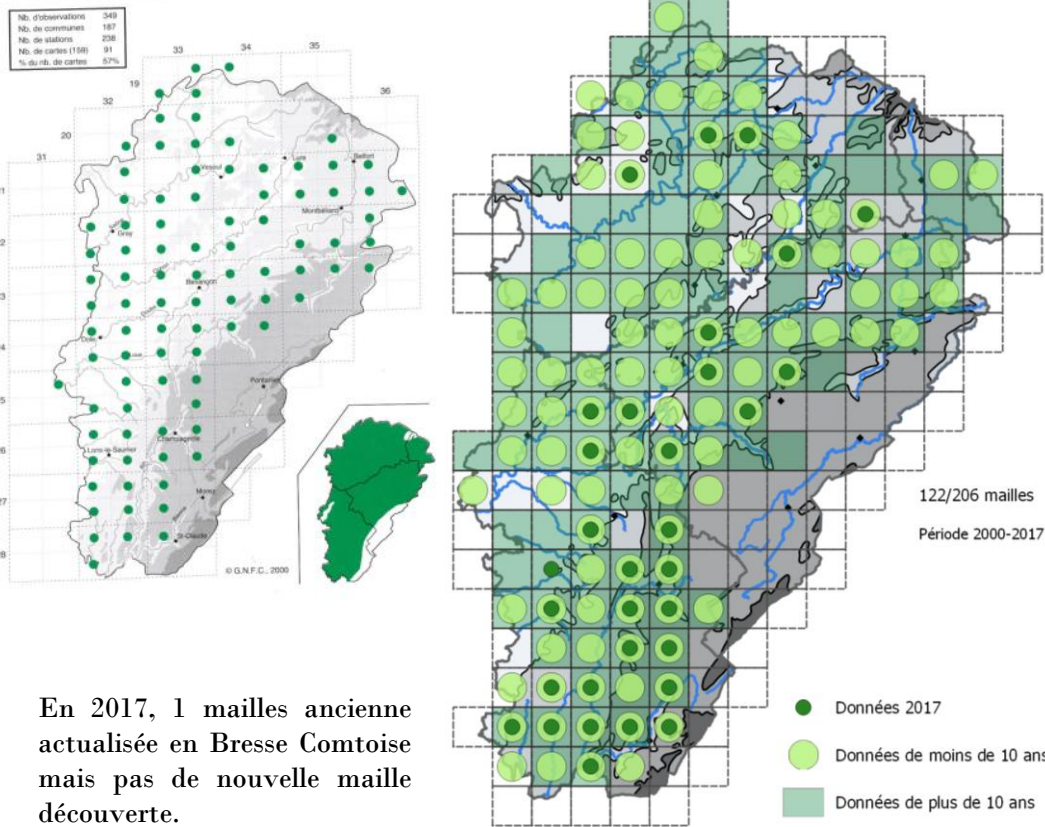 Nb. d'observations 349
Nb. de communes 187
Nb. de stations 238
Nb. de cartes (159) 91
% du nb. de cartes 57%
33
34
35
36
19
32
20
31
Vesoul
Lure
Belfort
Montbéliard
Gray
Besançon
Dole
Pontarlier
Champagnole
Lons-le-Saunier
Morez
St-Claude
© G.N.F.C., 2000
122/206 mailles
Période 2000-2017
Données 2017
Données de moins de 10 ans
Données de plus de 10 ans
En 2017, 1 mailles ancienne
actualisée en Bresse Comtoise
mais pas de nouvelle maille
découverte.